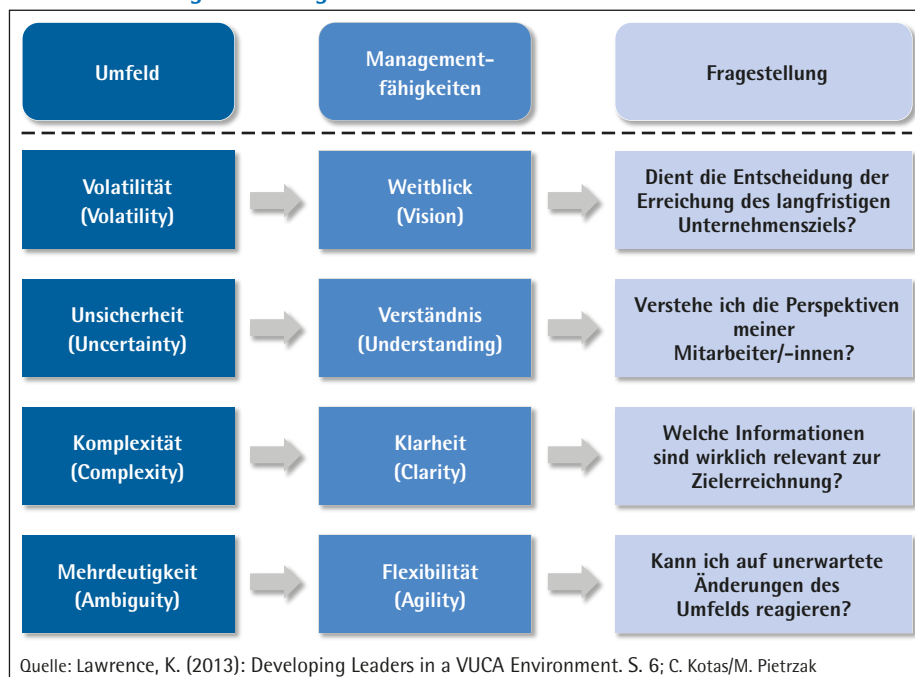 Umfeld
Management-
fähigkeiten
Fragestellung
Volatilität
(Volatility)
Weitblick
(Vision)
Dient die Entscheidung der
Erreichung des langfristigen
Unternehmensziels?
Unsicherheit
(Uncertainty)
Verständnis
(Understanding)
Verstehe ich die Perspektiven
meiner
Mitarbeiter/-innen?
Komplexität
(Complexity)
Klarheit
(Clarity)
Welche Informationen
sind wirklich relevant zur
Zielerreichnung?
Mehrdeutigkeit
(Ambiguity)
Flexibilität
(Agility)
Kann ich auf unerwartete
Änderungen des
Umfelds reagieren?
Quelle: Lawrence, K. (2013): Developing Leaders in a VUCA Environment. S. 6; C. Kotas/M. Pietrzak